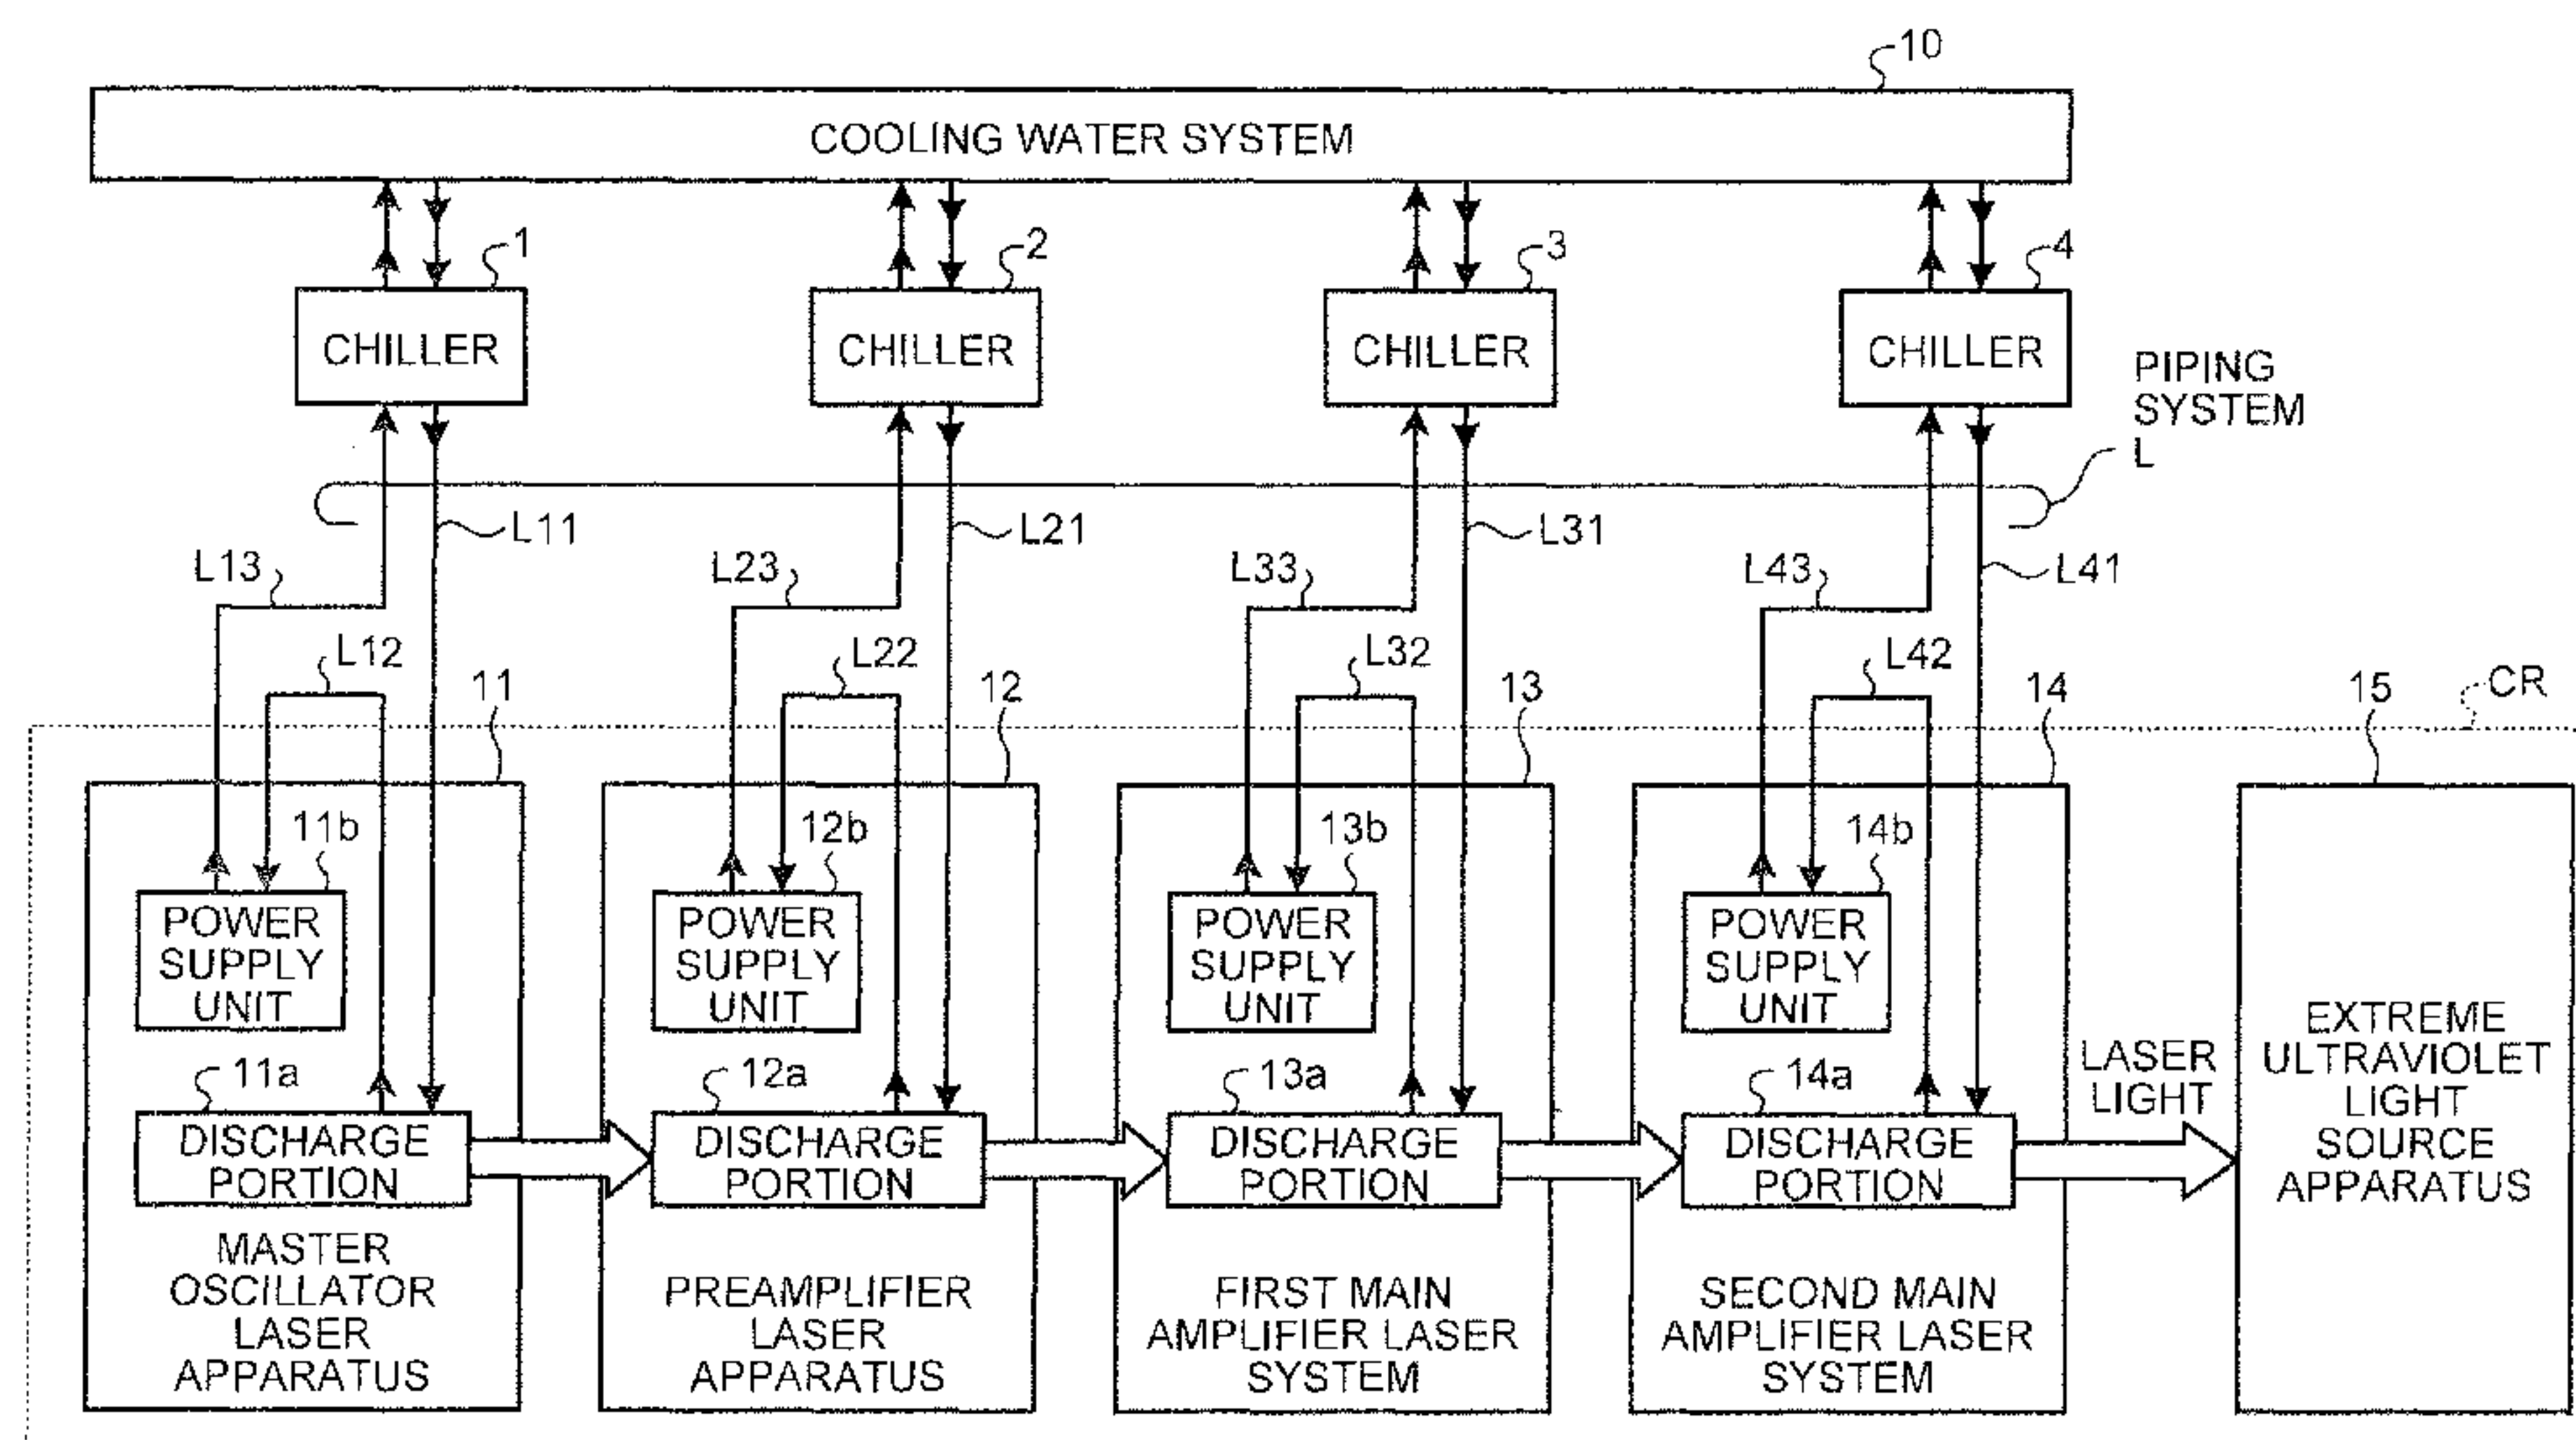 10
COOLING WATER SYSTEM
1
2
3
4
CHILLER
CHILLER
CHILLER
CHILLER
PIPING
SYSTEM
L
L11
L21
L31
L41
L13
L23
L33
L43
L12
L22
L32
L42
11
12
13
14
15
CR
11b
12b
13b
14b
POWER
SUPPLY
UNIT
POWER
SUPPLY
UNIT
POWER
SUPPLY
UNIT
POWER
SUPPLY
UNIT
11a
12a
13a
14a
DISCHARGE
PORTION
DISCHARGE
PORTION
DISCHARGE
PORTION
DISCHARGE
PORTION
LASER
LIGHT
EXTREME
ULTRAVIOLET
LIGHT
SOURCE
APPARATUS
MASTER
OSCILLATOR
LASER
APPARATUS
PREAMPLIFIER
LASER
APPARATUS
FIRST MAIN
AMPLIFIER LASER
SYSTEM
SECOND MAIN
AMPLIFIER LASER
SYSTEM